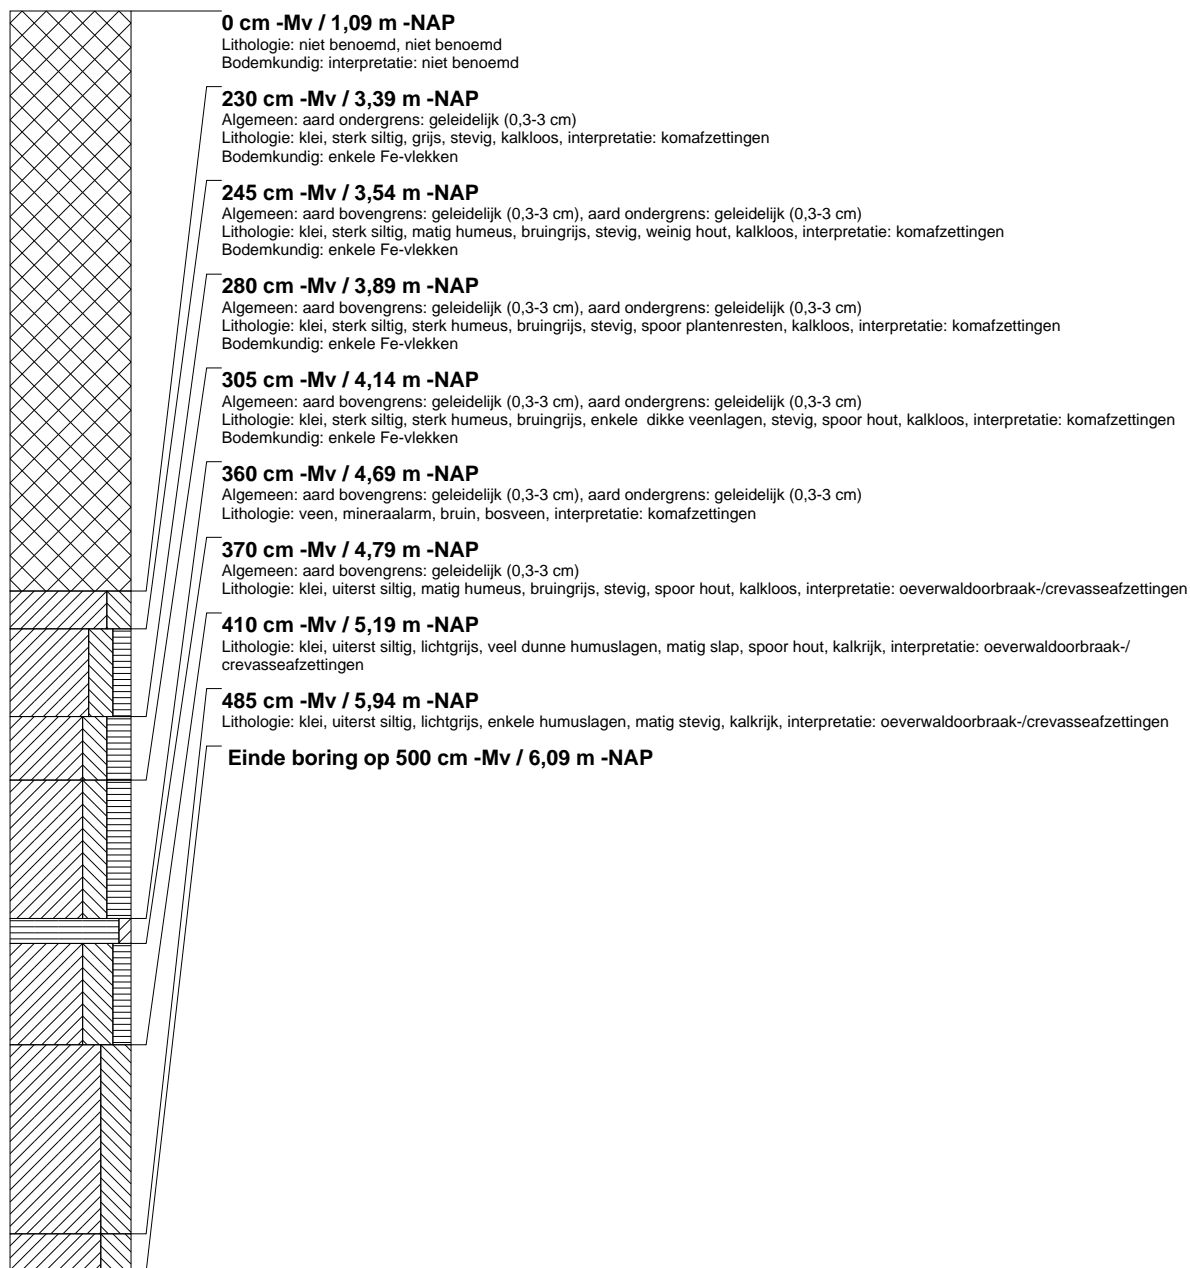 0 cm -Mv / 1,09 m -NAP
Lithologie: niet benoemd, niet benoemd
Bodemkundig: interpretatie: niet benoemd
230 cm -Mv / 3,39 m -NAP
Algemeen: aard ondergrens: geleidelijk (0,3-3 cm)
Lithologie: klei, sterk siltig, grijs, stevig, kalkloos, interpretatie: komafzettingen
Bodemkundig: enkele Fe-vlekken
245 cm -Mv / 3,54 m -NAP
Algemeen: aard bovengrens: geleidelijk (0,3-3 cm), aard ondergrens: geleidelijk (0,3-3 cm)
Lithologie: klei, sterk siltig, matig humeus, bruingrijs, stevig, weinig hout, kalkloos, interpretatie: komafzettingen
Bodemkundig: enkele Fe-vlekken
280 cm -Mv / 3,89 m -NAP
Algemeen: aard bovengrens: geleidelijk (0,3-3 cm), aard ondergrens: geleidelijk (0,3-3 cm)
Lithologie: klei, sterk siltig, sterk humeus, bruingrijs, stevig, spoor plantenresten, kalkloos, interpretatie: komafzettingen
Bodemkundig: enkele Fe-vlekken
305 cm -Mv / 4,14 m -NAP
Algemeen: aard bovengrens: geleidelijk (0,3-3 cm), aard ondergrens: geleidelijk (0,3-3 cm)
Lithologie: klei, sterk siltig, sterk humeus, bruingrijs, enkele  dikke veenlagen, stevig, spoor hout, kalkloos, interpretatie: komafzettingen
Bodemkundig: enkele Fe-vlekken
360 cm -Mv / 4,69 m -NAP
Algemeen: aard bovengrens: geleidelijk (0,3-3 cm), aard ondergrens: geleidelijk (0,3-3 cm)
Lithologie: veen, mineraalarm, bruin, bosveen, interpretatie: komafzettingen
370 cm -Mv / 4,79 m -NAP
Algemeen: aard bovengrens: geleidelijk (0,3-3 cm)
Lithologie: klei, uiterst siltig, matig humeus, bruingrijs, stevig, spoor hout, kalkloos, interpretatie: oeverwaldoorbraak-/crevasseafzettingen
410 cm -Mv / 5,19 m -NAP
Lithologie: klei, uiterst siltig, lichtgrijs, veel dunne humuslagen, matig slap, spoor hout, kalkrijk, interpretatie: oeverwaldoorbraak-/
crevasseafzettingen
485 cm -Mv / 5,94 m -NAP
Lithologie: klei, uiterst siltig, lichtgrijs, enkele humuslagen, matig stevig, kalkrijk, interpretatie: oeverwaldoorbraak-/crevasseafzettingen
Einde boring op 500 cm -Mv / 6,09 m -NAP